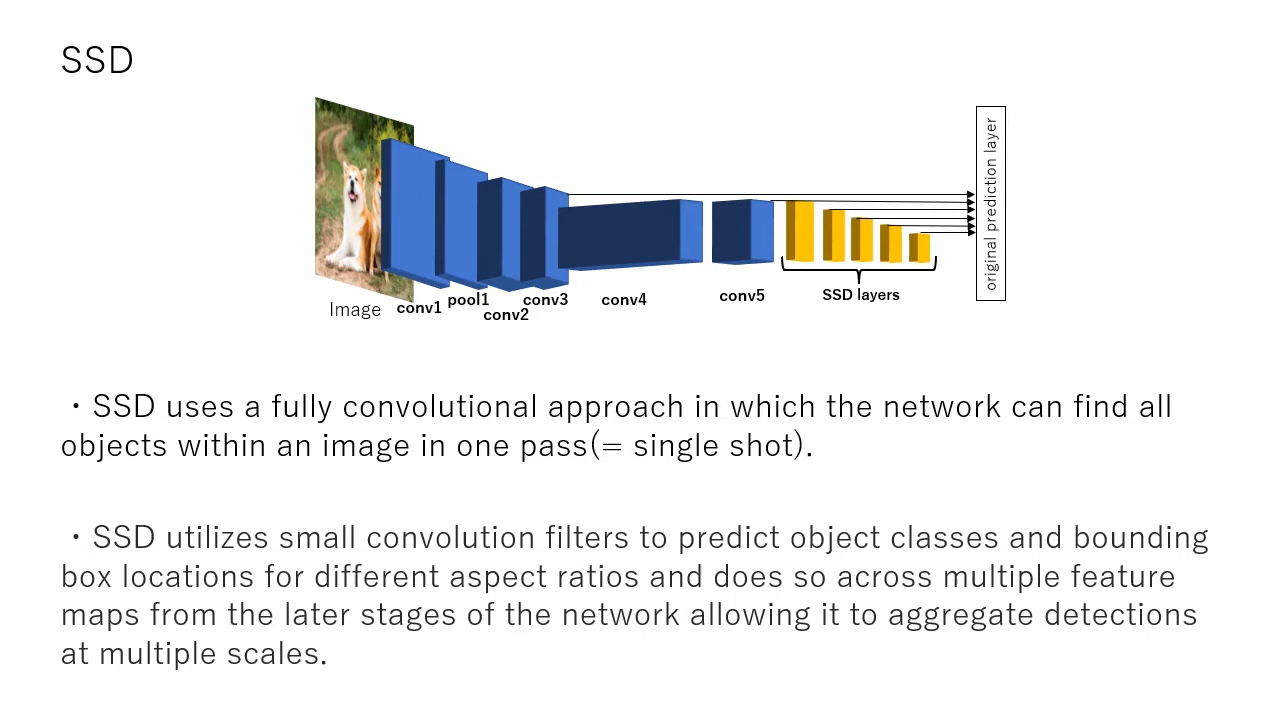 SSD
original prediction layer
Image
conv1
pool1
conv2
conv3
conv4
conv5
SSD layers
・SSD uses a fully convolutional approach in which the network can find all
objects within an image in one pass(= single shot).
・SSD utilizes small convolution filters to predict object classes and bounding
box locations for different aspect ratios and does so across multiple feature
maps from the later stages of the network allowing it to aggregate detections
at multiple scales.